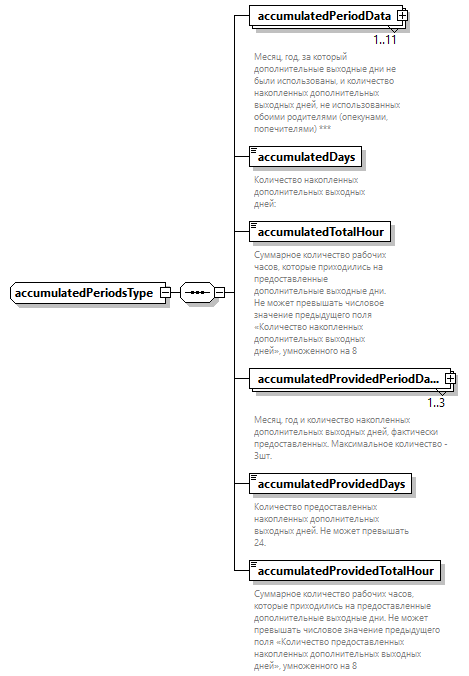 accumulatedPeriodData
1..11
Месяц, год, за который
дополнительные выходные дни не
были использованы, и количество
накопленных дополнительных
выходных дней, не использованных
обоими родителями (опекунами,
попечителями) ***
accumulatedDays
Количество накопленных
дополнительных выходных
дней:
accumulatedTotalHour
Суммарное количество рабочих
часов, которые приходились на
предоставленные
дополнительные выходные дни.
Не может превышать числовое
значение предыдущего поля
«Количество накопленных
дополнительных выходных
дней», умноженного на 8
accumulatedPeriodsType
accumulatedProvidedPeriodDa...
1..3
Месяц, год и количество накопленных
дополнительных выходных дней, фактически
предоставленных. Максимальное количество -
3шт.
accumulatedProvidedDays
Количество предоставленных
накопленных дополнительных
выходных дней. Не может превышать
24.
accumulatedProvidedTotalHour
Суммарное количество рабочих часов,
которые приходились на предоставленные
дополнительные выходные дни. Не может
превышать числовое значение предыдущего
поля «Количество предоставленных
накопленных дополнительных выходных
дней», умноженного на 8